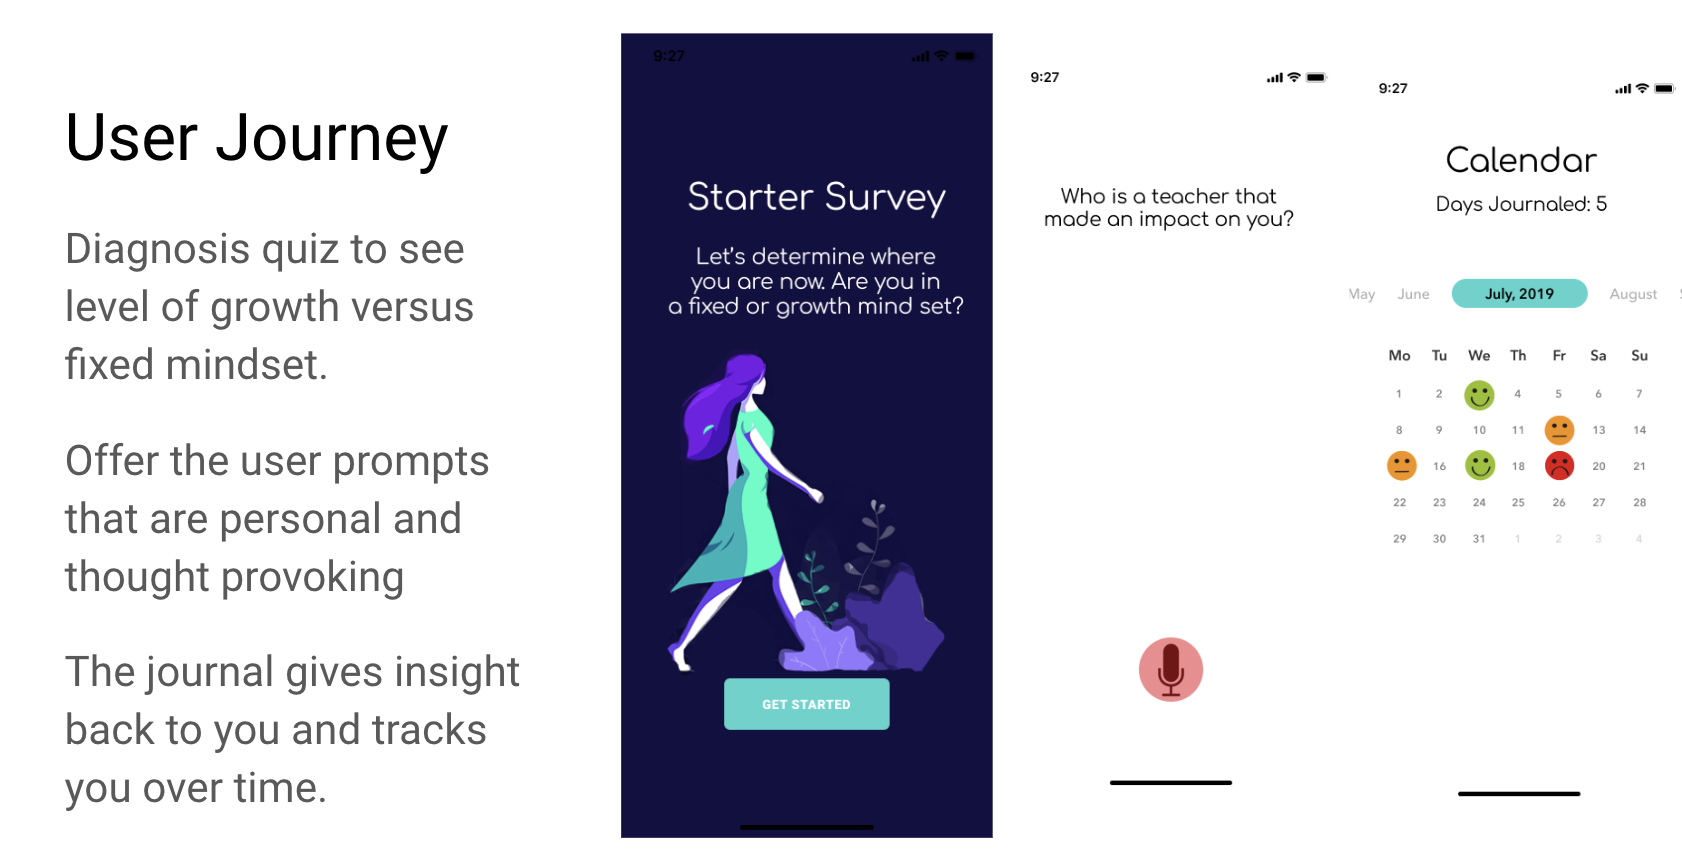 User Journey
Diagnosis quiz to see
level of growth versus
fixed mindset.
Offer the user prompts
that are personal and
thought provoking
The journal gives insight
back to you and tracks
you over time.
9:27
Starter Survey
Let's determine where
you are now. Are you in
a fixed or growth mind set?
GET STARTED
9:27
Who is a teacher that
made an impact on you?
9:27
Calendar
Days Journaled: 5
May June July, 2019 August
Mo Tu We Th Fr Sa Su
1 2 4 5 6 7
8 9 10 11 13 14
16 18 20 21
22 23 24 25 26 27 28
29 30 31 1 2 3 4